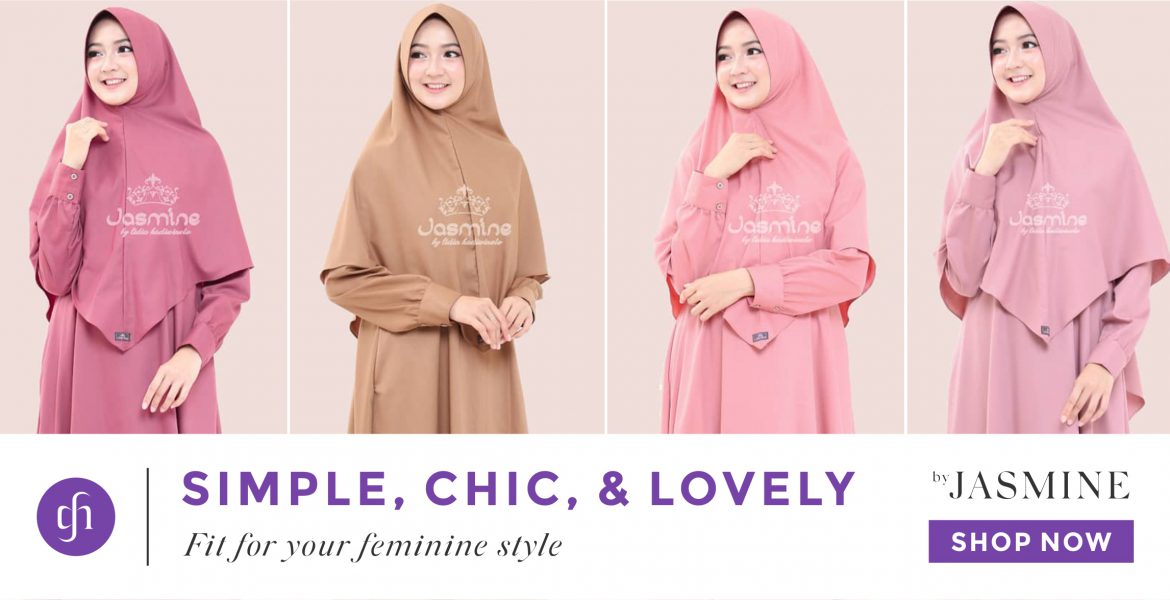 Jasmine
Jasmine
Jasmine
Jasmine
SIMPLE, CHIC, & LOVELY
Fit for your feminine style
by JASMINE
SHOP NOW